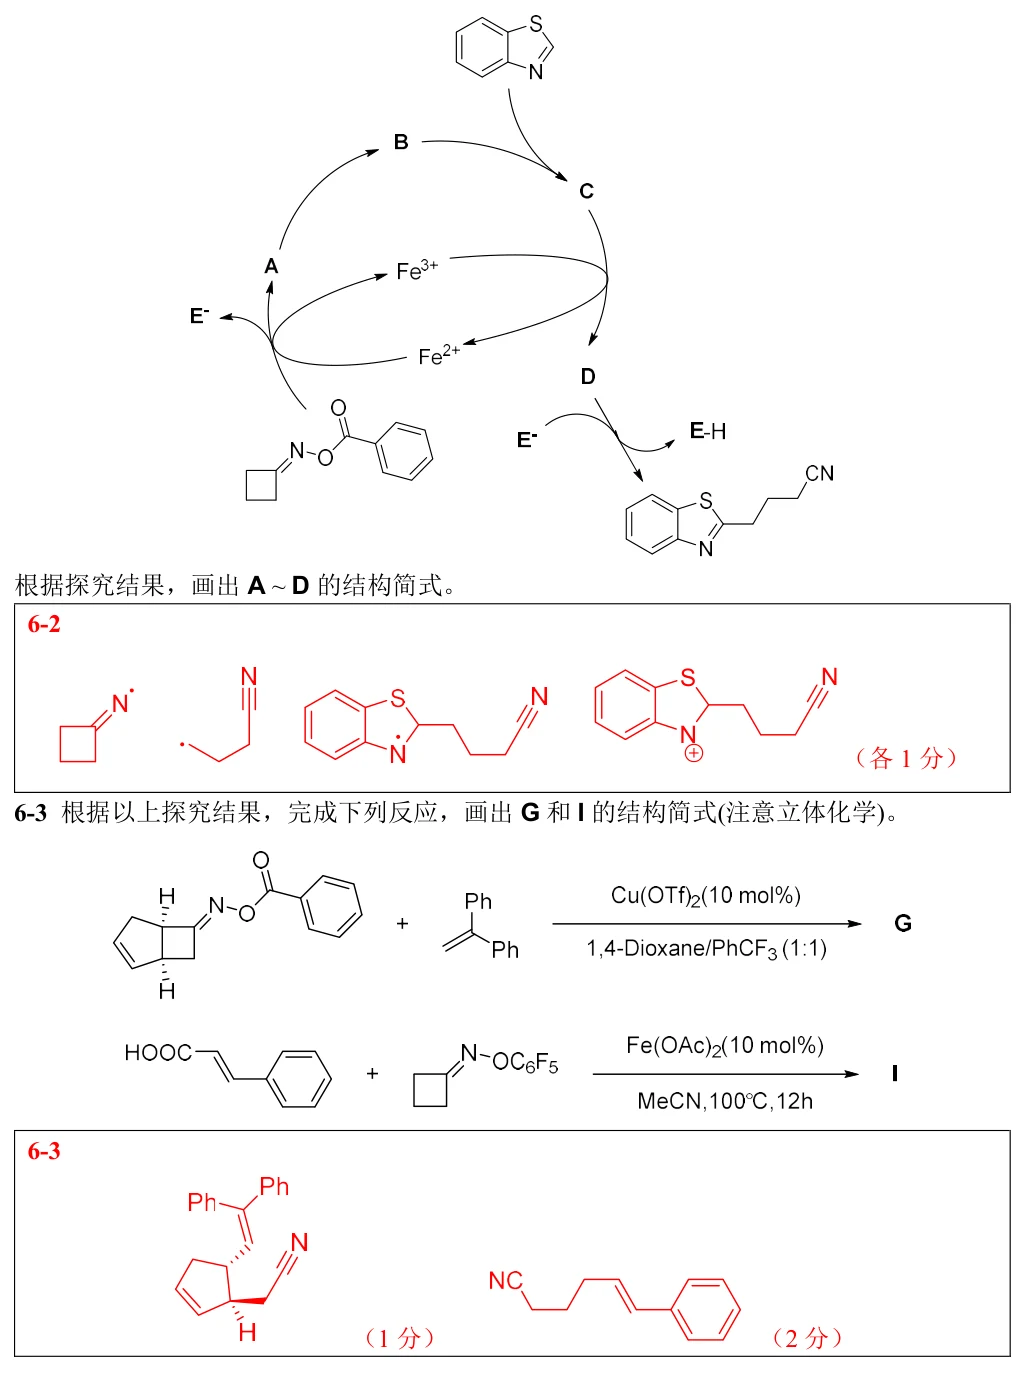 S
N
B
C
A
Fe3+
E-
Fe2+
D
O
N
O
E-
E-H
CN
S
N
根据探究结果，画出 A ~ D 的结构简式。
6-2
N
N·
S
N
N·
S
N
N
⊕
（各 1 分）
6-3 根据以上探究结果，完成下列反应，画出 G 和 I 的结构简式(注意立体化学)。
O
H
N
O
H
+
Ph
Ph
Cu(OTf)2(10 mol%)
1,4-Dioxane/PhCF3 (1:1)
G
HOOC
+
N
OC6F5
Fe(OAc)2(10 mol%)
MeCN,100℃,12h
I
6-3
Ph
Ph
N
H
（1 分）
NC
（2 分）